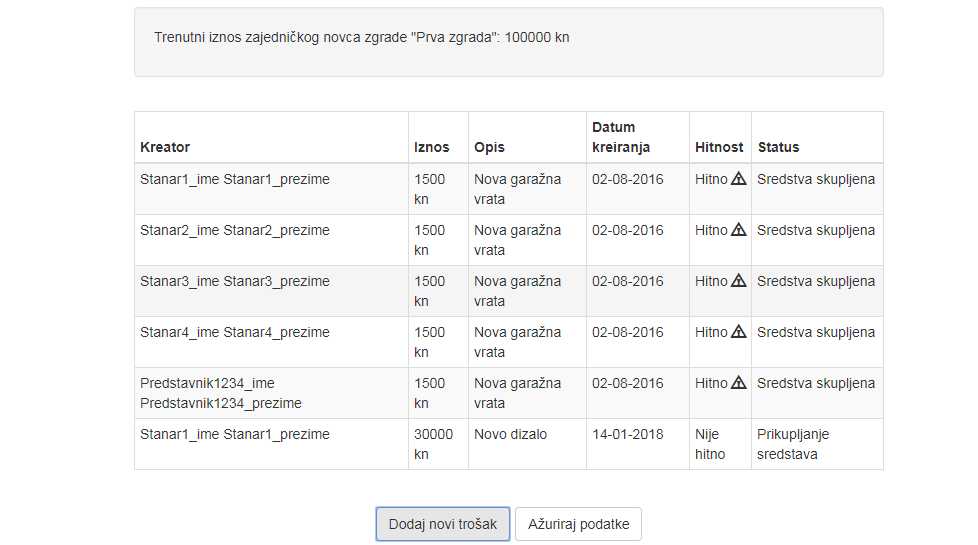 Trenutni iznos zajedničkog novca zgrade "Prva zgrada": 100000 kn
Kreator Iznos Opis Datum kreiranja Hitnost Status
Stanar1_ime Stanar1_prezime 1500 kn Nova garažna vrata 02-08-2016 Hitno Sredstva skupljena
Stanar2_ime Stanar2_prezime 1500 kn Nova garažna vrata 02-08-2016 Hitno Sredstva skupljena
Stanar3_ime Stanar3_prezime 1500 kn Nova garažna vrata 02-08-2016 Hitno Sredstva skupljena
Stanar4_ime Stanar4_prezime 1500 kn Nova garažna vrata 02-08-2016 Hitno Sredstva skupljena
Predstavnik1234_ime Predstavnik1234_prezime 1500 kn Nova garažna vrata 02-08-2016 Hitno Sredstva skupljena
Stanar1_ime Stanar1_prezime 30000 kn Novo dizalo 14-01-2018 Nije hitno Prikupljanje sredstava
Dodaj novi trošak Ažuriraj podatke